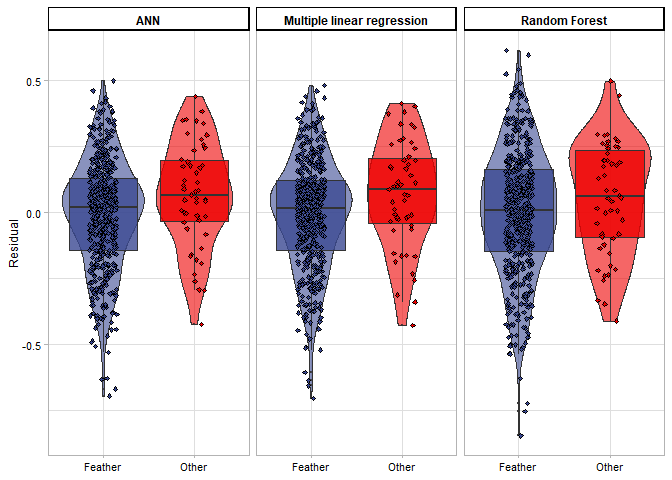 ANN
Multiple linear regression
Random Forest
Residual
0.5
0.0
-0.5
Feather
Other
Feather
Other
Feather
Other